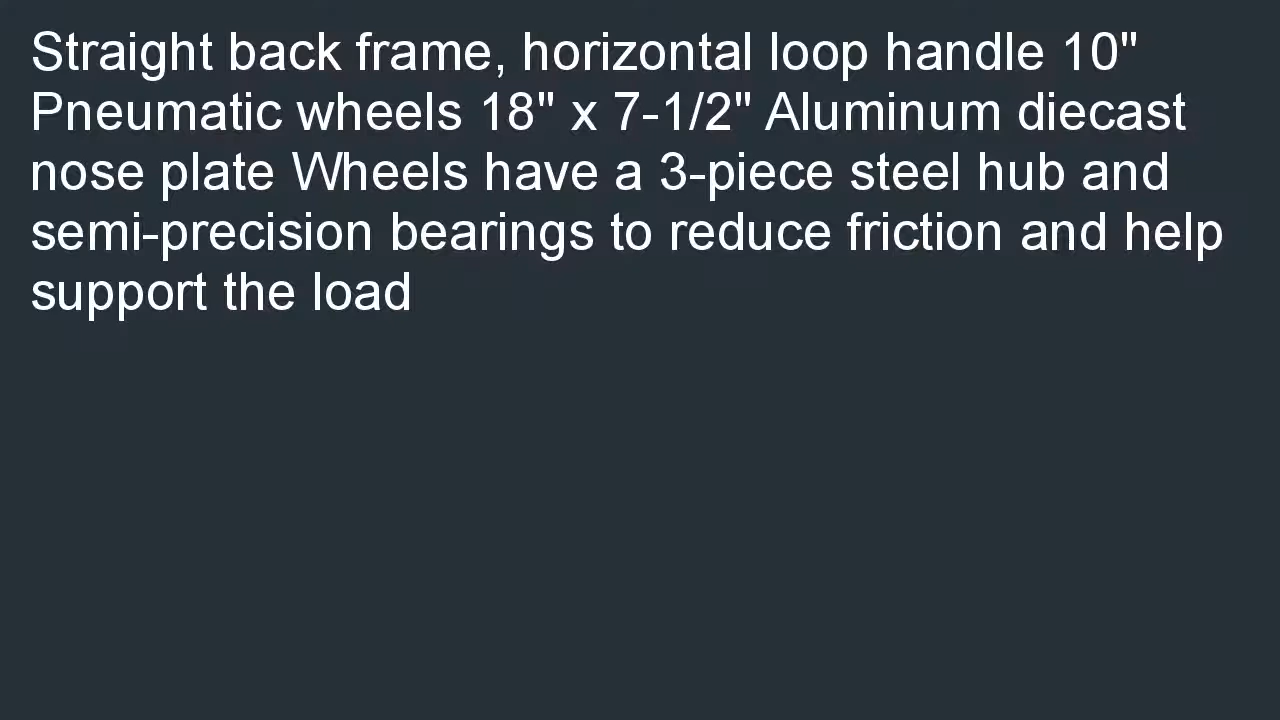 Straight back frame, horizontal loop handle 10"
Pneumatic wheels 18" x 7-1/2" Aluminum diecast
nose plate Wheels have a 3-piece steel hub and
semi-precision bearings to reduce friction and help
support the load